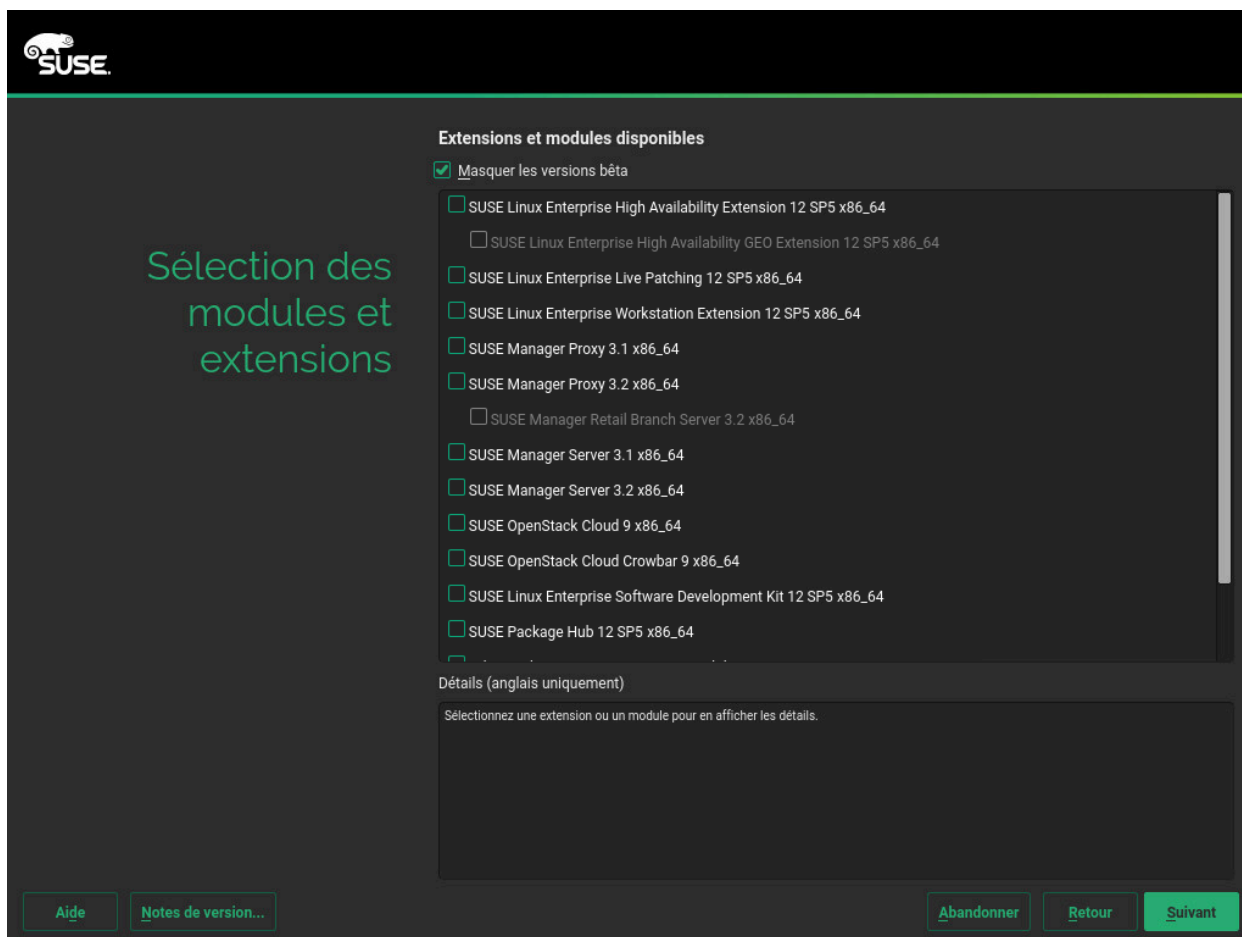 SUSE.
Extensions et modules disponibles
Masquer les versions bêta
SUSE Linux Enterprise High Availability Extension 12 SP5 x86_64
SUSE Linux Enterprise High Availability GEO Extension 12 SP5 x86_64
SUSE Linux Enterprise Live Patching 12 SP5 x86_64
SUSE Linux Enterprise Workstation Extension 12 SP5 x86_64
SUSE Manager Proxy 3.1 x86_64
SUSE Manager Proxy 3.2 x86_64
SUSE Manager Retail Branch Server 3.2 x86_64
SUSE Manager Server 3.1 x86_64
SUSE Manager Server 3.2 x86_64
SUSE OpenStack Cloud 9 x86_64
SUSE OpenStack Cloud Crowbar 9 x86_64
SUSE Linux Enterprise Software Development Kit 12 SP5 x86_64
SUSE Package Hub 12 SP5 x86_64
Sélection des
modules et
extensions
Détails (anglais uniquement)
Sélectionnez une extension ou un module pour en afficher les détails.
Aide
Notes de version...
Abandonner
Retour
Suivant